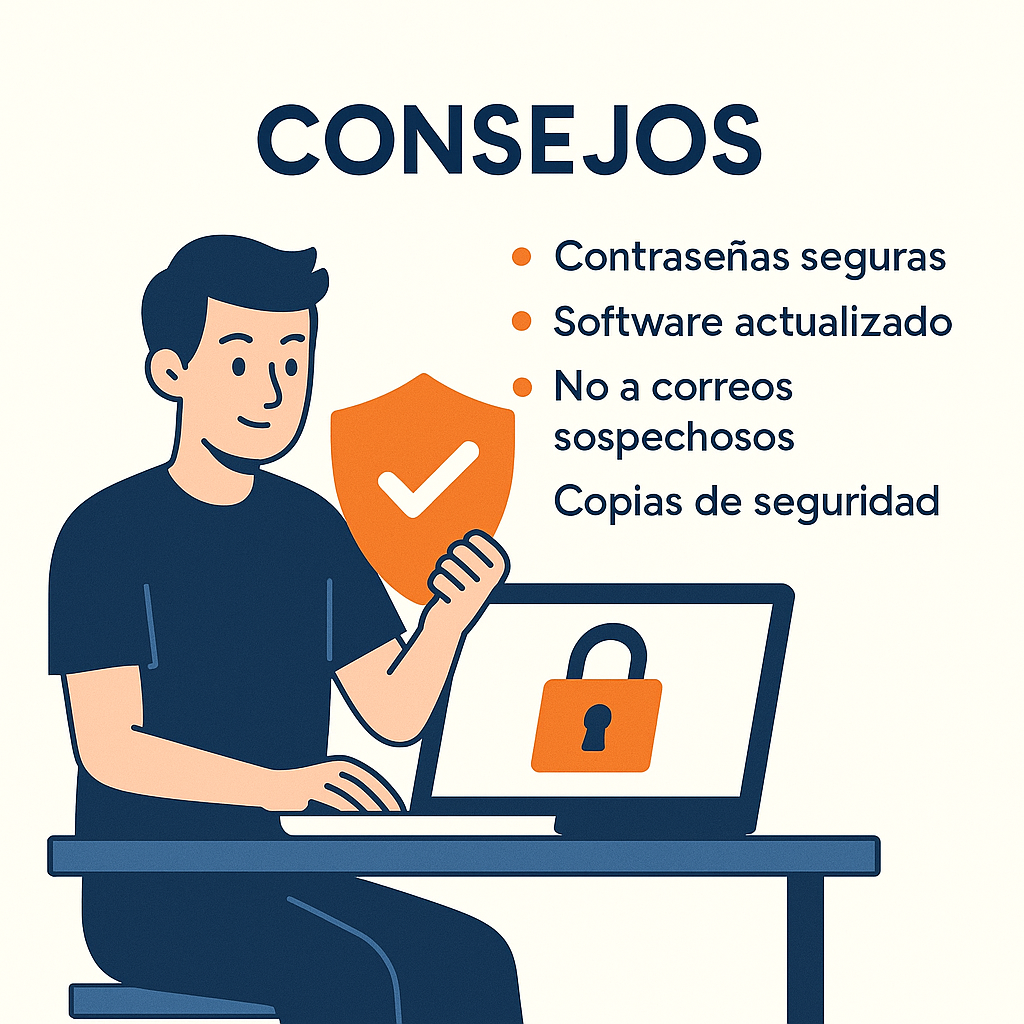 CONSEJOS
• Contraseñas seguras
• Software actualizado
• No a correos
sospechosos
Copias de seguridad